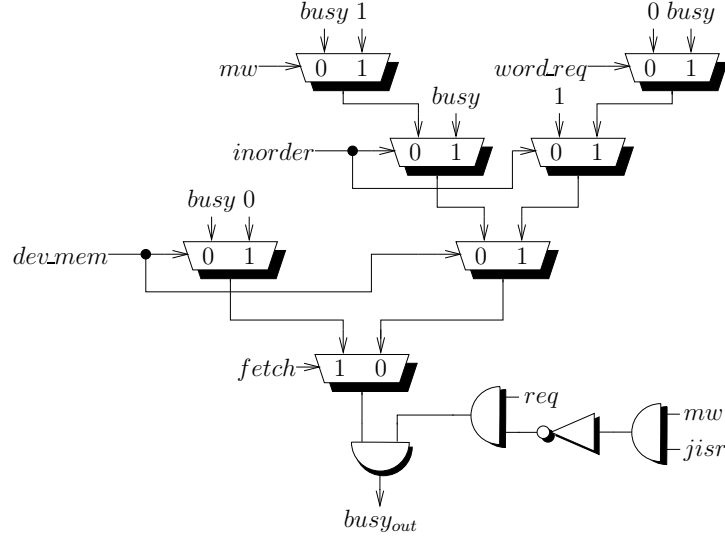 busy 1
0 busy
mw
0 1
word_req
0 1
busy
1
inorder
0 1
0 1
busy 0
dev_mem
0 1
0 1
fetch
1 0
req
mw
jisr
busy_out